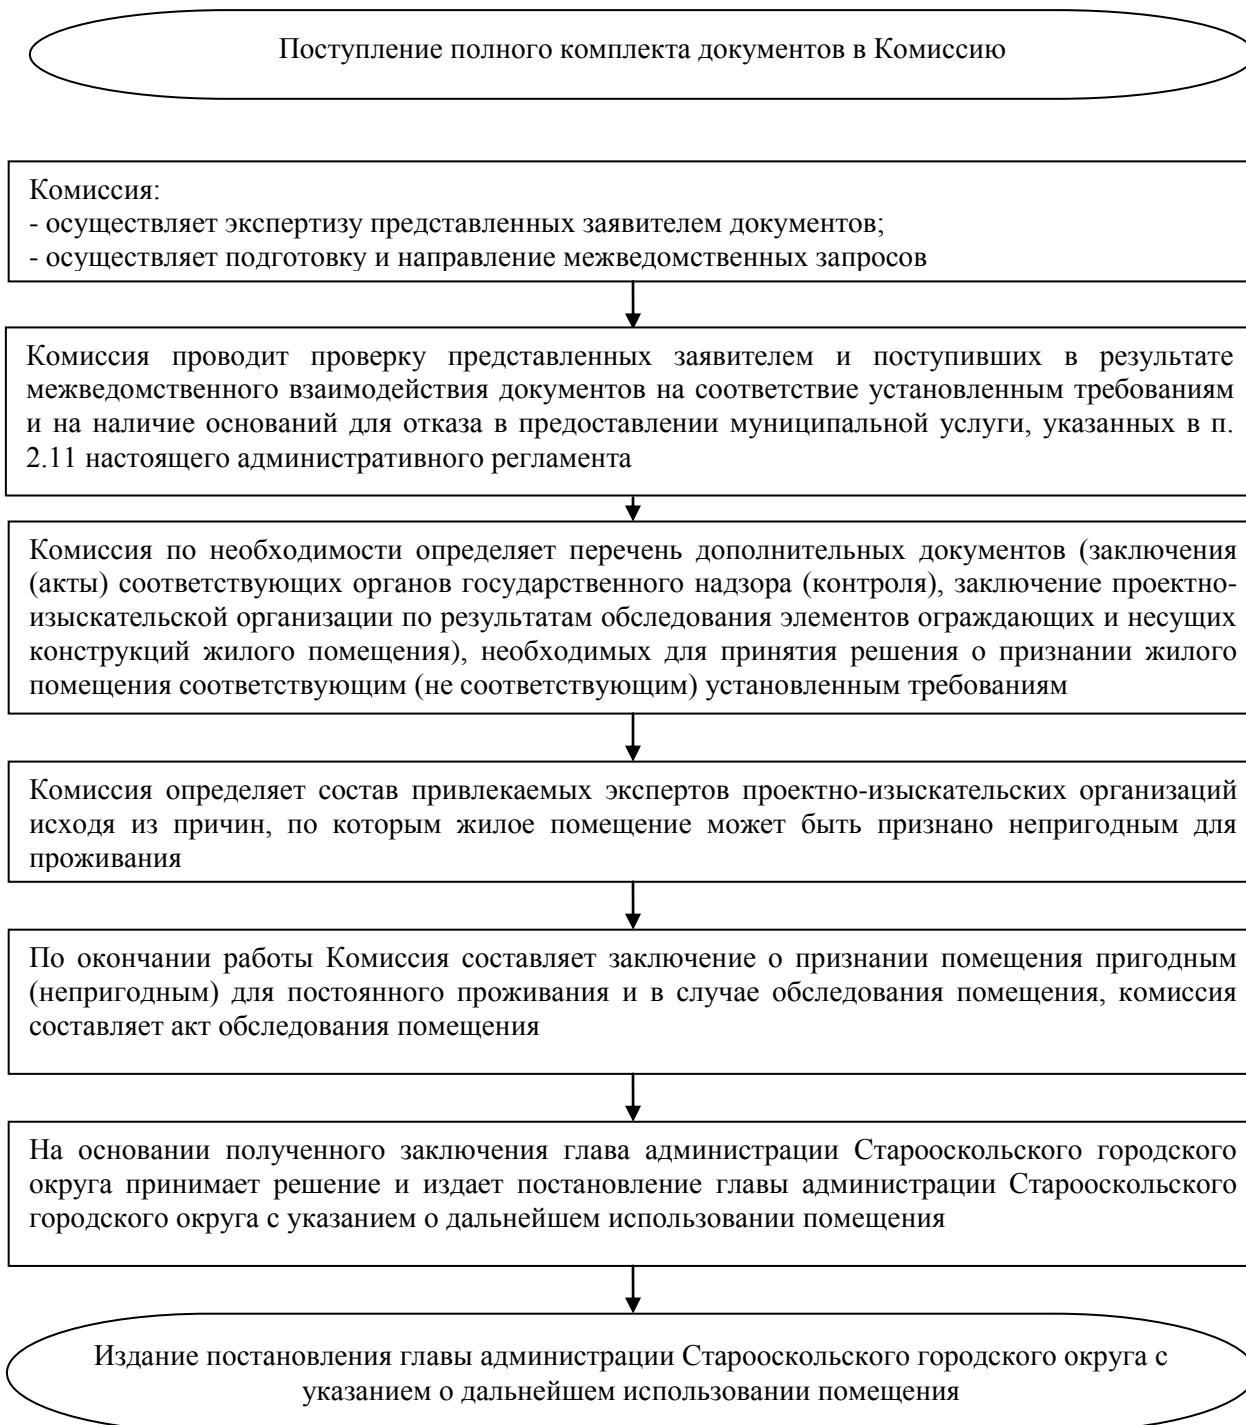 Поступление полного комплекта документов в Комиссию
Комиссия:
- осуществляет экспертизу представленных заявителем документов;
- осуществляет подготовку и направление межведомственных запросов
Комиссия проводит проверку представленных заявителем и поступивших в результате
межведомственного взаимодействия документов на соответствие установленным требованиям
и на наличие оснований для отказа в предоставлении муниципальной услуги, указанных в п.
2.11 настоящего административного регламента
Комиссия по необходимости определяет перечень дополнительных документов (заключения
(акты) соответствующих органов государственного надзора (контроля), заключение проектно-
изыскательской организации по результатам обследования элементов ограждающих и несущих
конструкций жилого помещения), необходимых для принятия решения о признании жилого
помещения соответствующим (не соответствующим) установленным требованиям
Комиссия определяет состав привлекаемых экспертов проектно-изыскательских организаций
исходя из причин, по которым жилое помещение может быть признано непригодным для
проживания
По окончании работы Комиссия составляет заключение о признании помещения пригодным
(непригодным) для постоянного проживания и в случае обследования помещения, комиссия
составляет акт обследования помещения
На основании полученного заключения глава администрации Старооскольского городского
округа принимает решение и издает постановление главы администрации Старооскольского
городского округа с указанием о дальнейшем использовании помещения
Издание постановления главы администрации Старооскольского городского округа с
указанием о дальнейшем использовании помещения